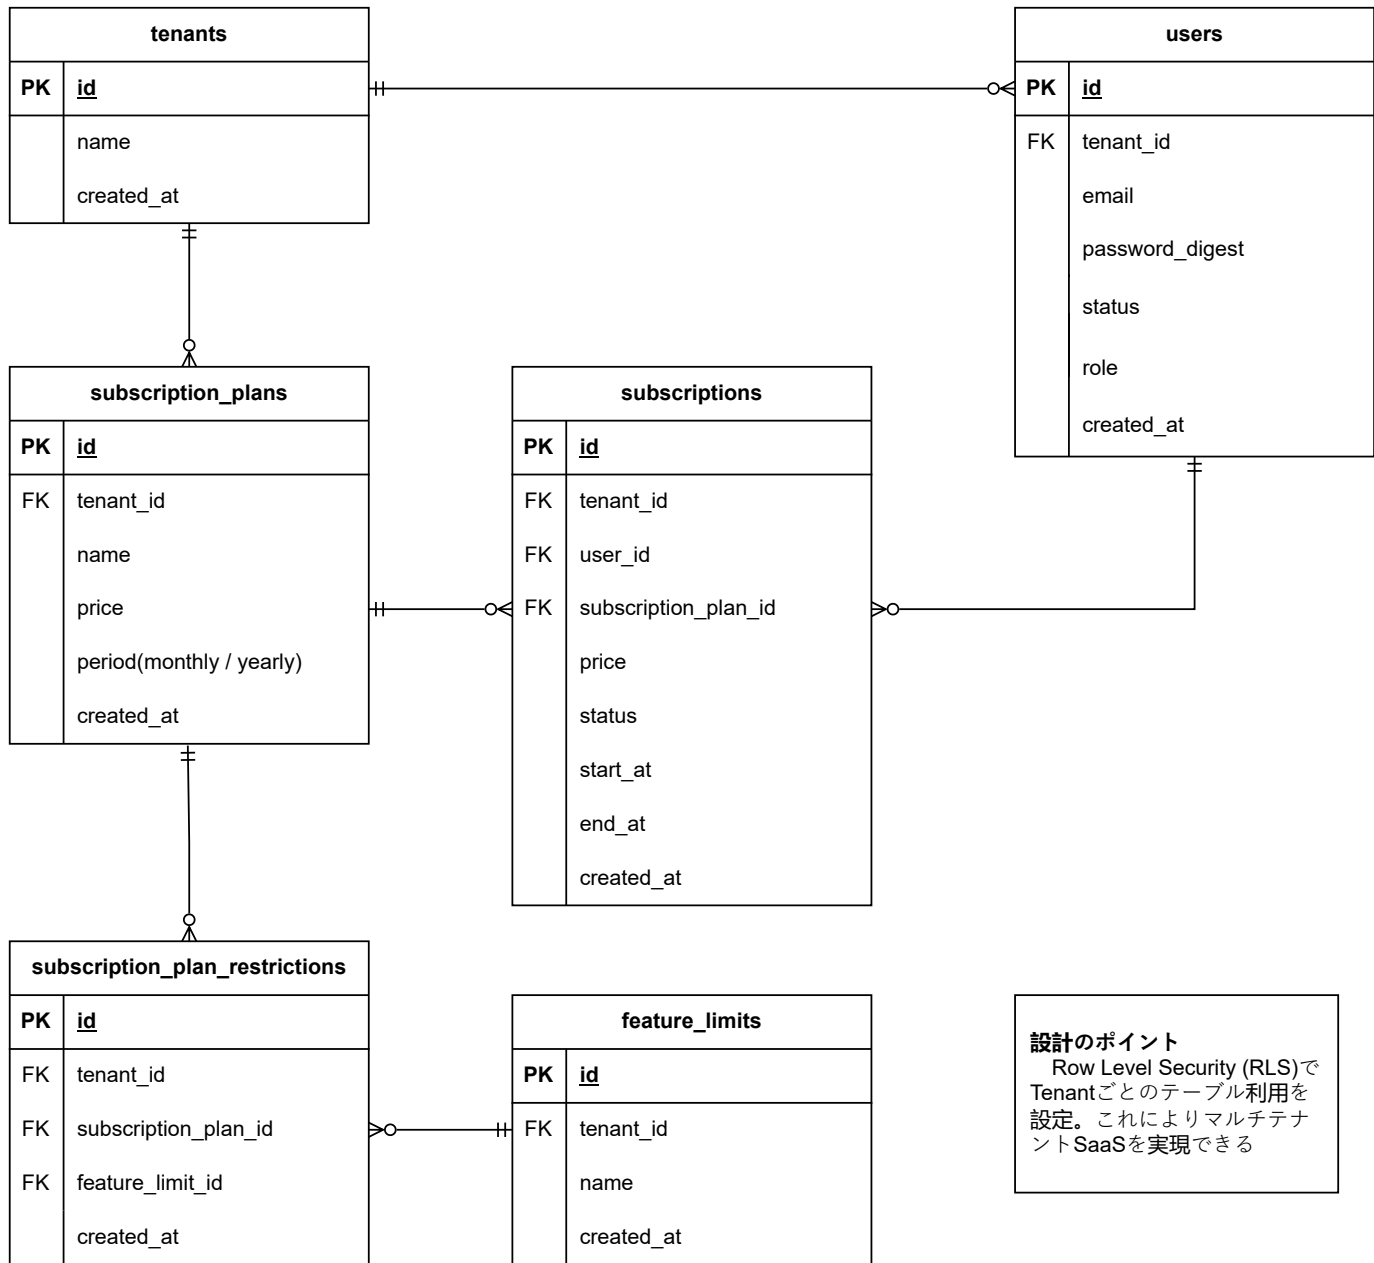 tenants
PK id
name
created_at
users
PK id
FK tenant_id
email
password_digest
status
role
created_at
subscription_plans
PK id
FK tenant_id
name
price
period(monthly / yearly)
created_at
subscriptions
PK id
FK tenant_id
FK user_id
FK subscription_plan_id
price
status
start_at
end_at
created_at
subscription_plan_restrictions
PK id
FK tenant_id
FK subscription_plan_id
FK feature_limit_id
created_at
feature_limits
PK id
FK tenant_id
name
created_at
設計のポイント
Row Level Security (RLS)で
Tenantごとのテーブル利用を
設定。これによりマルチテナ
ントSaaSを実現できる